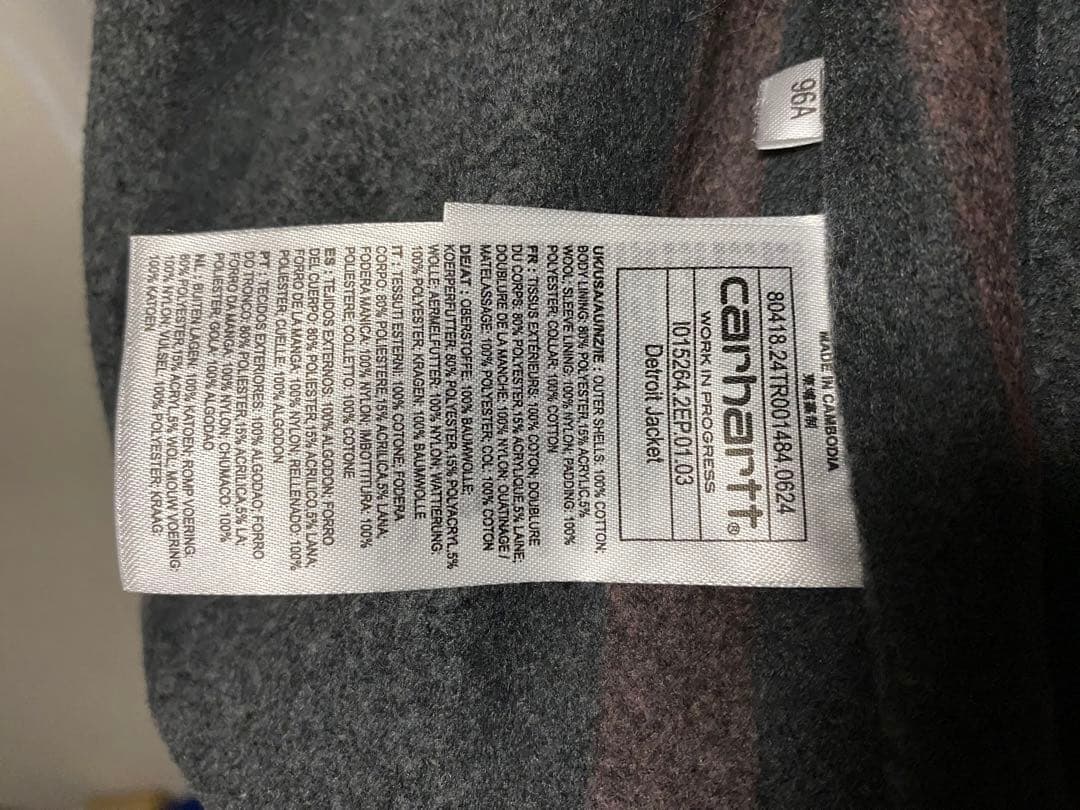 96A
MADE IN CAMBODIA
東埔寨制
80418.24TR001484.0624
carhartt®
WORK IN PROGRESS
I015264.2EP.01.03
Detroit Jacket
UK/USA/AU/NZ/IE : OUTER SHELLS: 100% COTTON;
BODY LINING: 80% POLYESTER,15% ACRYLIC,5%
WOOL, SLEEVE LINING: 100% NYLON; PADDING: 100%
POLYESTER; COLLAR: 100% COTTON
FR : TISSUS EXTERIEURS: 100% COTON; DOUBLURE
DU CORPS: 80% POLYESTER,15% ACRYLIQUE,5% LAINE;
DOUBLURE DE LA MANCHE: 100% NYLON; OUATINAGE /
MATELASSAGE: 100% POLYESTER; COL: 100% COTON
DE/AT : OBERSTOFFE: 100% BAUMWOLLE;
KOERPERFUTTER: 80% POLYESTER,15% POLYACRYL,5%
WOLLE; AERMELFUTTER: 100% NYLON; WATTIERUNG:
100% POLYESTER; KRAGEN: 100% BAUMWOLLE
IT : TESSUTI ESTERNI: 100% COTONE; FODERA
CORPO: 80% POLIESTERE,15% ACRILICA,5% LANA;
FODERA MANICA: 100% NYLON; IMBOTTITURA: 100%
POLIESTERE; COLLETTO: 100% COTONE
ES : TEJIDOS EXTERNOS: 100% ALGODON; FORRO
DEL CUERPO: 80% POLIESTER,15% ACRILICO,5% LANA;
FORRO DE LA MANGA: 100% NYLON; RELLENADO: 100%
POLIESTER; CUELLE: 100% ALGODON
PT : TECIDOS EXTERIORES: 100% ALGODAO; FORRO
DO TRONCO: 80% POLIESTER,15% ACRILICA,5% LA
FORRO DA MANGA: 100% NYLON; CHUMACO: 100%
POLIESTER; GOLA: 100% ALGODAO
NL : BUITEN LAGEN: 100% KATOEN; ROMP VOERING:
80% POLYESTER,15% ACRYL,5% WOL, MOUW VOERING:
100% NYLON; VULSEL: 100% POLYESTER; KRAAG:
100% KATOEN